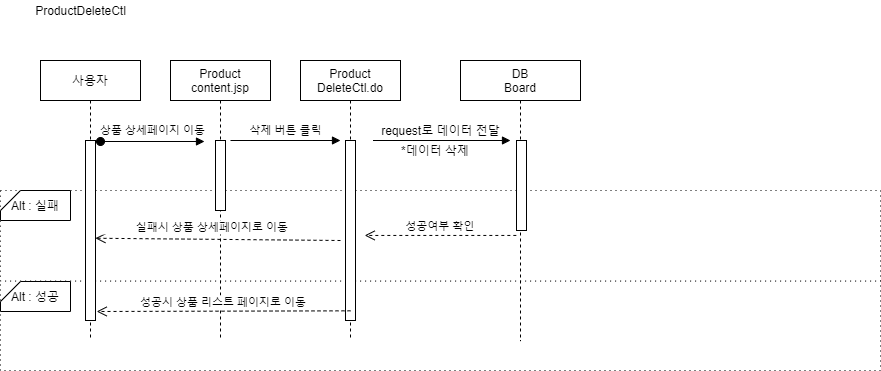 ProductDeleteCtl
사용자
Product
content.jsp
Product
DeleteCtl.do
DB
Board
상품 상세페이지 이동
삭제 버튼 클릭
request로 데이터 전달
*데이터 삭제
Alt : 실패
실패시 상품 상세페이지로 이동
성공여부 확인
Alt : 성공
성공시 상품 리스트 페이지로 이동